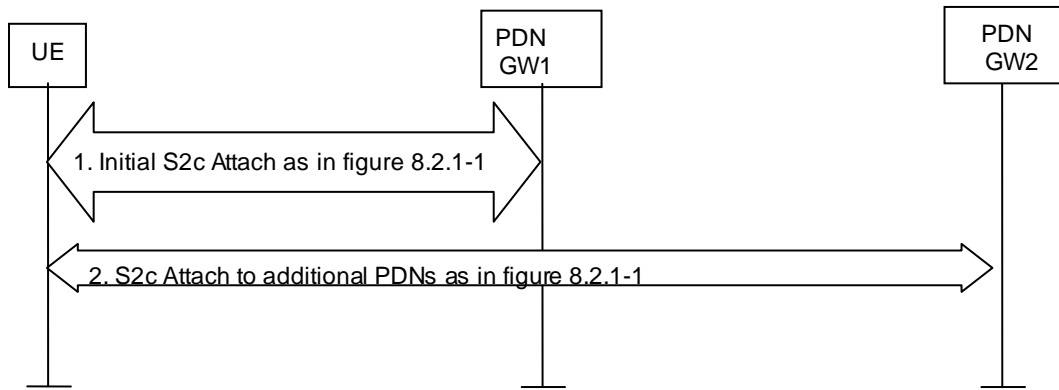 UE
PDN
GW1
PDN
GW2
1. Initial S2c Attach as in figure 8.2.1-1
2. S2c Attach to additional PDNs as in figure 8.2.1-1